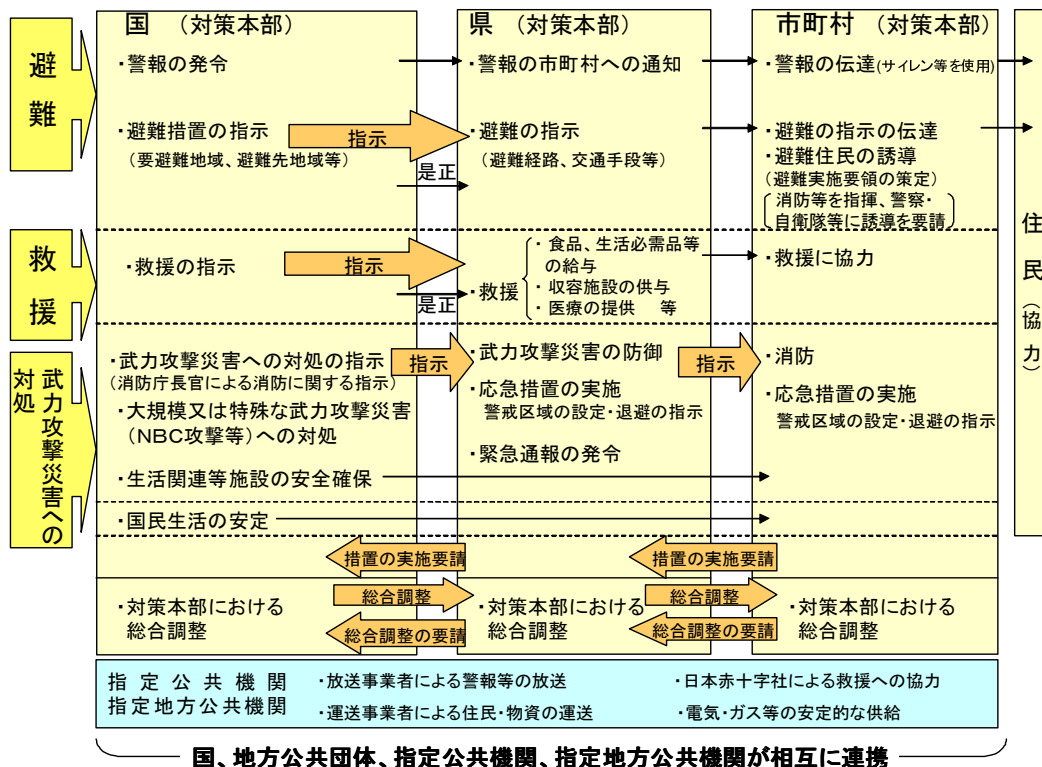 国 (対策本部)
県 (対策本部)
市町村 (対策本部)
避難
・警報の発令
・警報の市町村への通知
・警報の伝達(サイレン等を使用)
・避難措置の指示
(要避難地域、避難先地域等)
指示
是正
・避難の指示
(避難経路、交通手段等)
・避難の指示の伝達
・避難住民の誘導
(避難実施要領の策定)
消防等を指揮、警察・
自衛隊等に誘導を要請
救援
・救援の指示
指示
是正
・救援
・食品、生活必需品等
の給与
・収容施設の供与
・医療の提供 等
・救援に協力
武力攻撃災害への
対処
・武力攻撃災害への対処の指示
(消防庁長官による消防に関する指示)
・大規模又は特殊な武力攻撃災害
(NBC攻撃等)への対処
・生活関連等施設の安全確保
指示
・武力攻撃災害の防御
・応急措置の実施
警戒区域の設定・退避の指示
・緊急通報の発令
指示
・消防
・応急措置の実施
警戒区域の設定・退避の指示
・国民生活の安定
住民(協力)
措置の実施要請
措置の実施要請
・対策本部における
総合調整
総合調整
総合調整の要請
・対策本部における
総合調整
総合調整
総合調整の要請
・対策本部における
総合調整
指定公共機関
指定地方公共機関
・放送事業者による警報等の放送
・運送事業者による住民・物資の運送
・日本赤十字社による救援への協力
・電気・ガス等の安定的な供給
国、地方公共団体、指定公共機関、指定地方公共機関が相互に連携